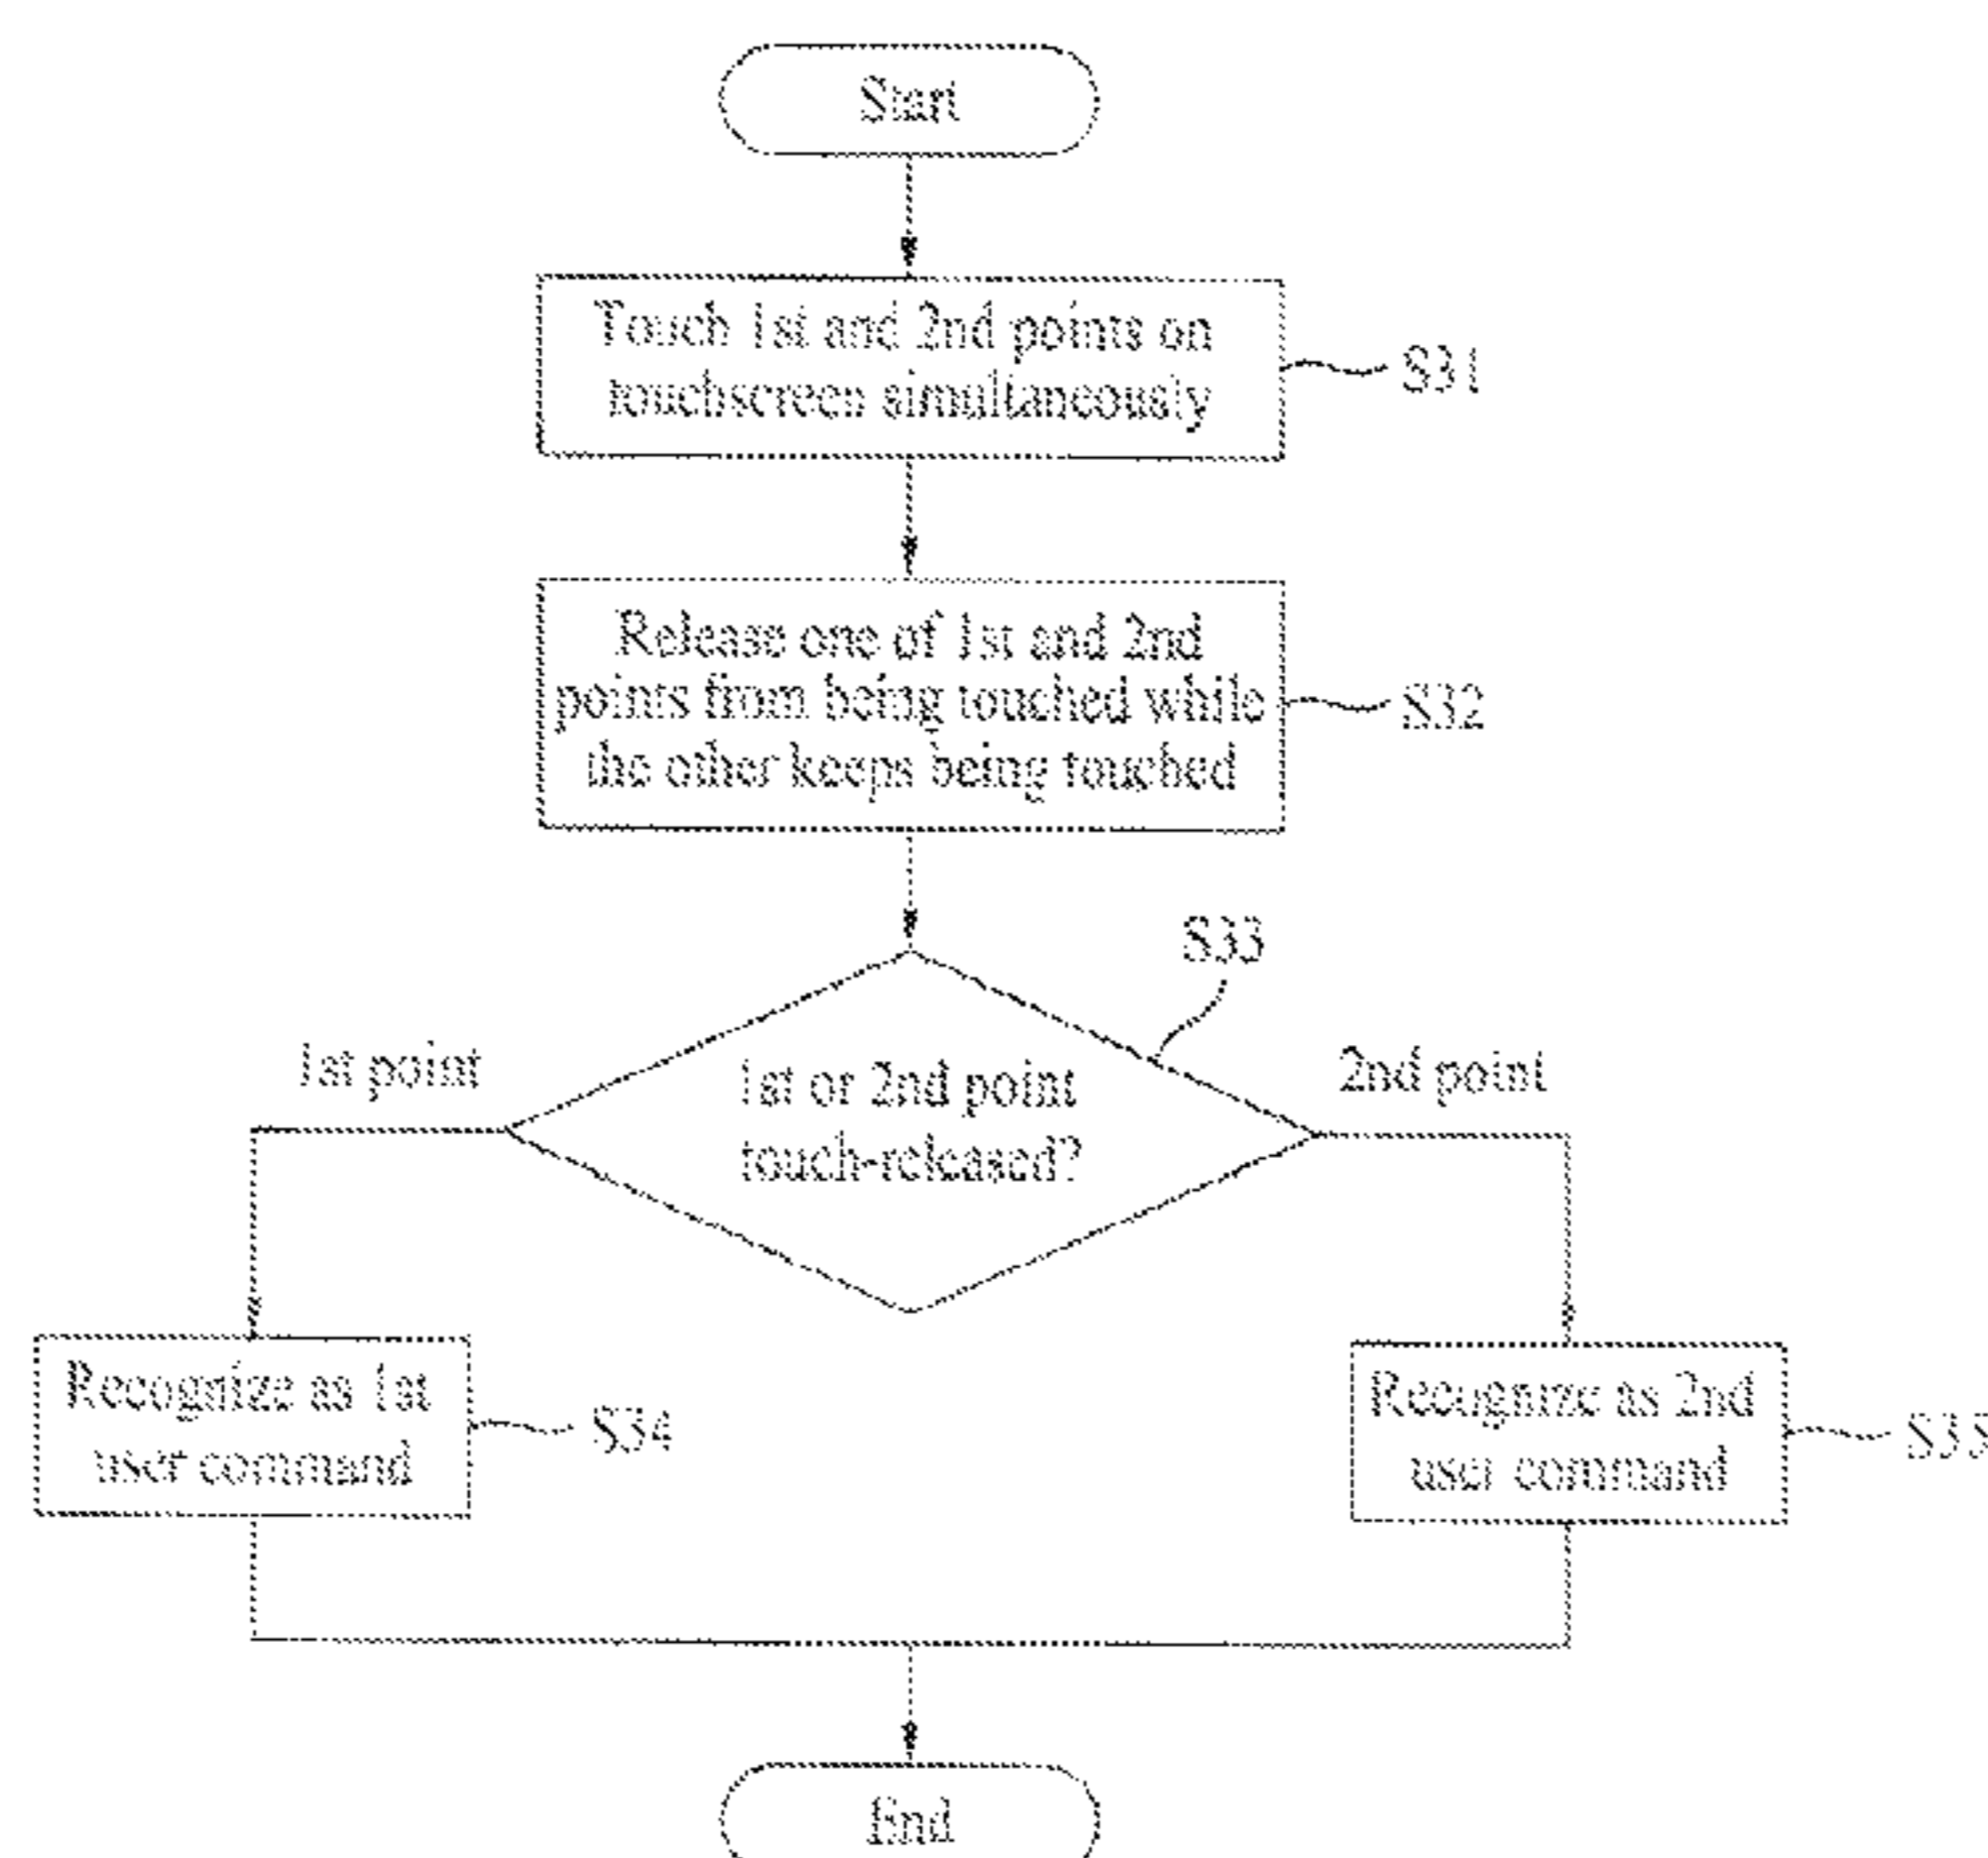 Start
Touch 1st and 2nd points on
touchscreen simultaneously
S31
Release one of 1st and 2nd
points from being touched while
the other keeps being touched
S32
S33
1st point
1st or 2nd point
touch-released?
2nd point
Recognize as 1st
user command
S34
Recognize as 2nd
user command
S35
End